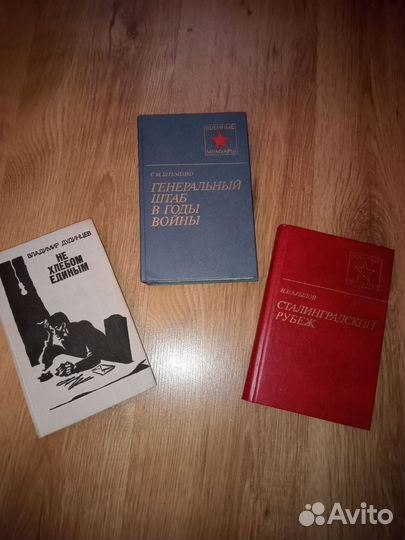 ВОЕННЫЕ
МЕМУАРЫ
С.М.ШТЕМЕНКО
ГЕНЕРАЛЬНЫЙ
ШТАБ
В ГОДЫ
ВОЙНЫ
ВЛАДИМИР ДУДИНЦЕВ
НЕ
ХЛЕБОМ
ЕДИНЫМ
Н.И.КРЫЛОВ
СТАЛИНГРАДСКИЙ
РУБЕЖ
Avito